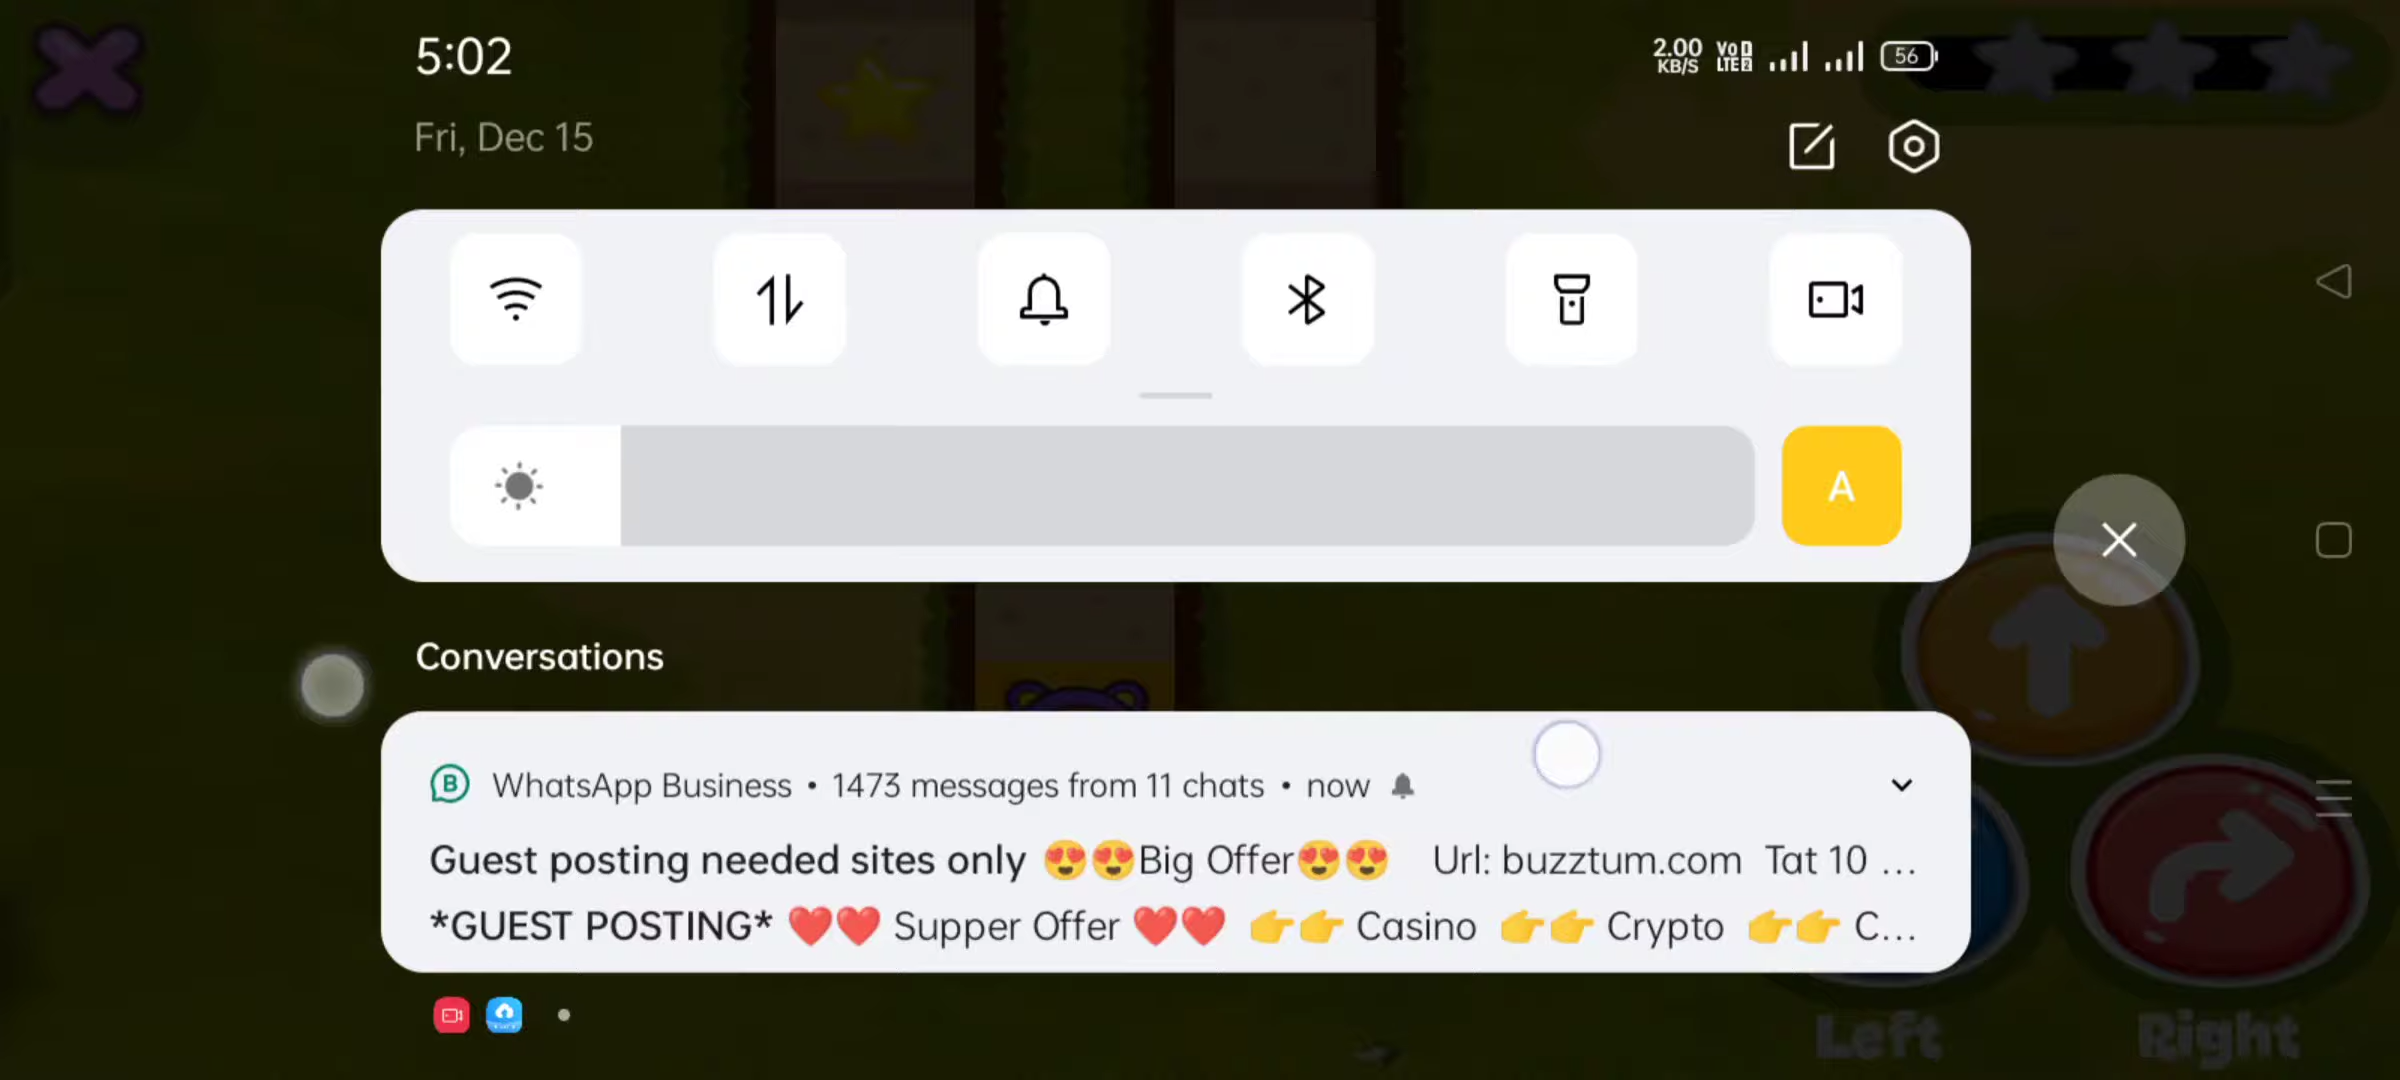 5:02
2.00 KB/S VoD LTE2 56
Fri, Dec 15
A
Conversations
WhatsApp Business • 1473 messages from 11 chats • now
Guest posting needed sites only 😍😍Big Offer😍😍 Url: buzztum.com Tat 10 ...
*GUEST POSTING* ❤️❤️ Supper Offer ❤️❤️ 👉👉 Casino 👉👉 Crypto 👉👉 C...
Left Right